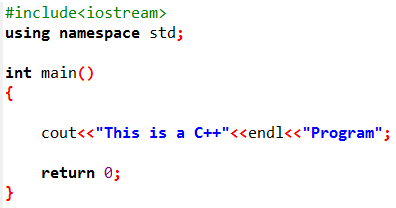 #include<iostream>
using namespace std;
int main()
{
cout<<"This is a C++"<<endl<<"Program";
return 0;
}